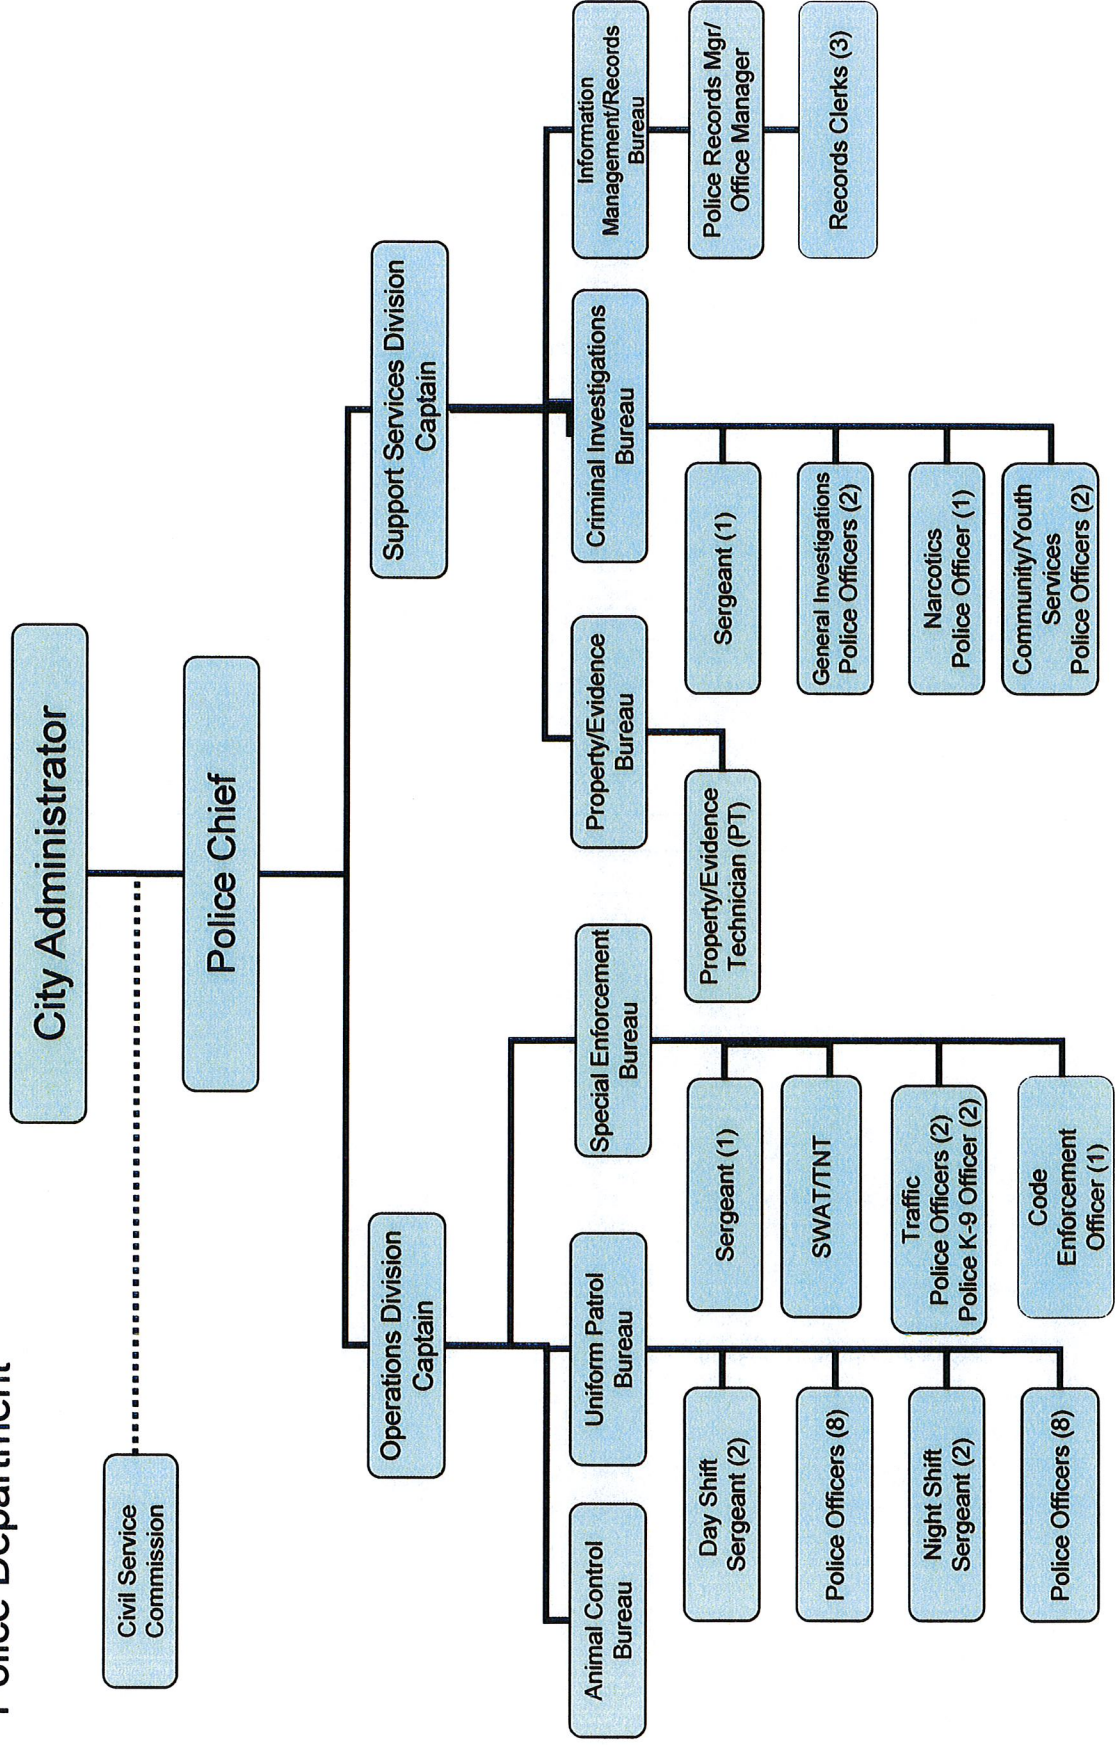 Police Department
City Administrator
Civil Service
Commission
Police Chief
Operations Division
Captain
Support Services Division
Captain
Animal Control
Bureau
Uniform Patrol
Bureau
Special Enforcement
Bureau
Property/Evidence
Bureau
Criminal Investigations
Bureau
Information
Management/Records
Bureau
Day Shift
Sergeant (2)
Police Officers (8)
Night Shift
Sergeant (2)
Police Officers (8)
Sergeant (1)
SWAT/TNT
Traffic
Police Officers (2)
Police K-9 Officer (2)
Code
Enforcement
Officer (1)
Property/Evidence
Technician (PT)
Sergeant (1)
General Investigations
Police Officers (2)
Narcotics
Police Officer (1)
Community/Youth
Services
Police Officers (2)
Police Records Mgr/
Office Manager
Records Clerks (3)